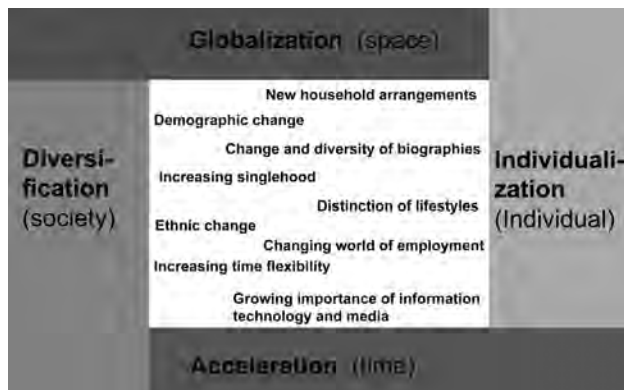 Globalization (space)
New household arrangements
Demographic change
Change and diversity of biographies
Increasing singlehood
Distinction of lifestyles
Ethnic change
Changing world of employment
Increasing time flexibility
Growing importance of information
technology and media
Diversi-
fication
(society)
Individuali-
zation
(Individual)
Acceleration (time)